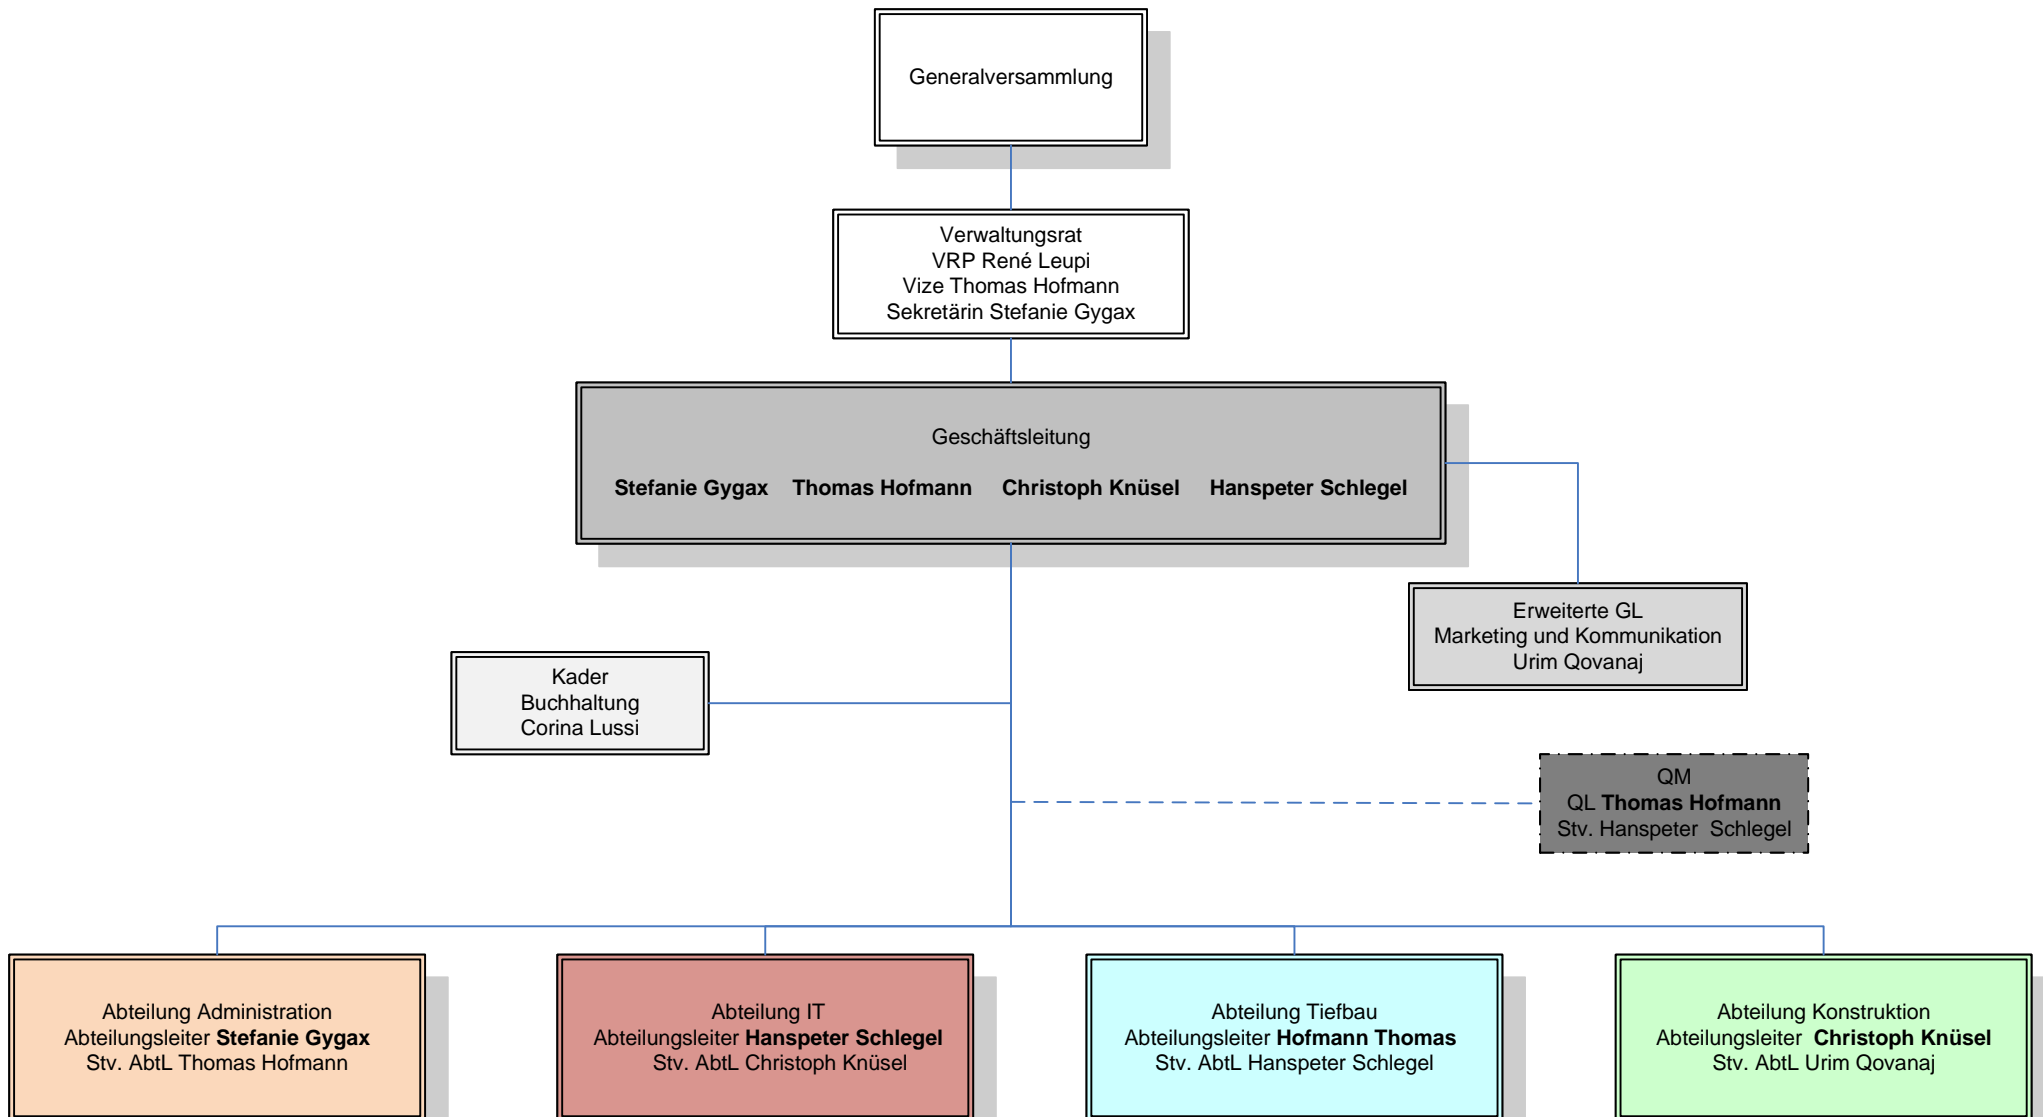 Generalversammlung
Verwaltungsrat
VRP René Leupi
Vize Thomas Hofmann
Sekretärin Stefanie Gygax
Geschäftsleitung
Stefanie Gygax Thomas Hofmann Christoph Knüsel Hanspeter Schlegel
Erweiterte GL
Marketing und Kommunikation
Urim Qovanaj
Kader
Buchhaltung
Corina Lussi
QM
QL Thomas Hofmann
Stv. Hanspeter Schlegel
Abteilung Administration
Abteilungsleiter Stefanie Gygax
Stv. AbtL Thomas Hofmann
Abteilung IT
Abteilungsleiter Hanspeter Schlegel
Stv. AbtL Christoph Knüsel
Abteilung Tiefbau
Abteilungsleiter Hofmann Thomas
Stv. AbtL Hanspeter Schlegel
Abteilung Konstruktion
Abteilungsleiter Christoph Knüsel
Stv. AbtL Urim Qovanaj